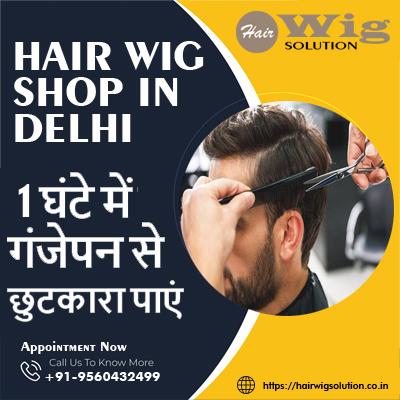 Hair Wig
SOLUTION
HAIR WIG
SHOP IN
DELHI
1 घंटे में
गंजेपन से
छुटकारा पाएं
Appointment Now
Call Us To Know More
+91-9560432499
https://hairwigsolution.co.in